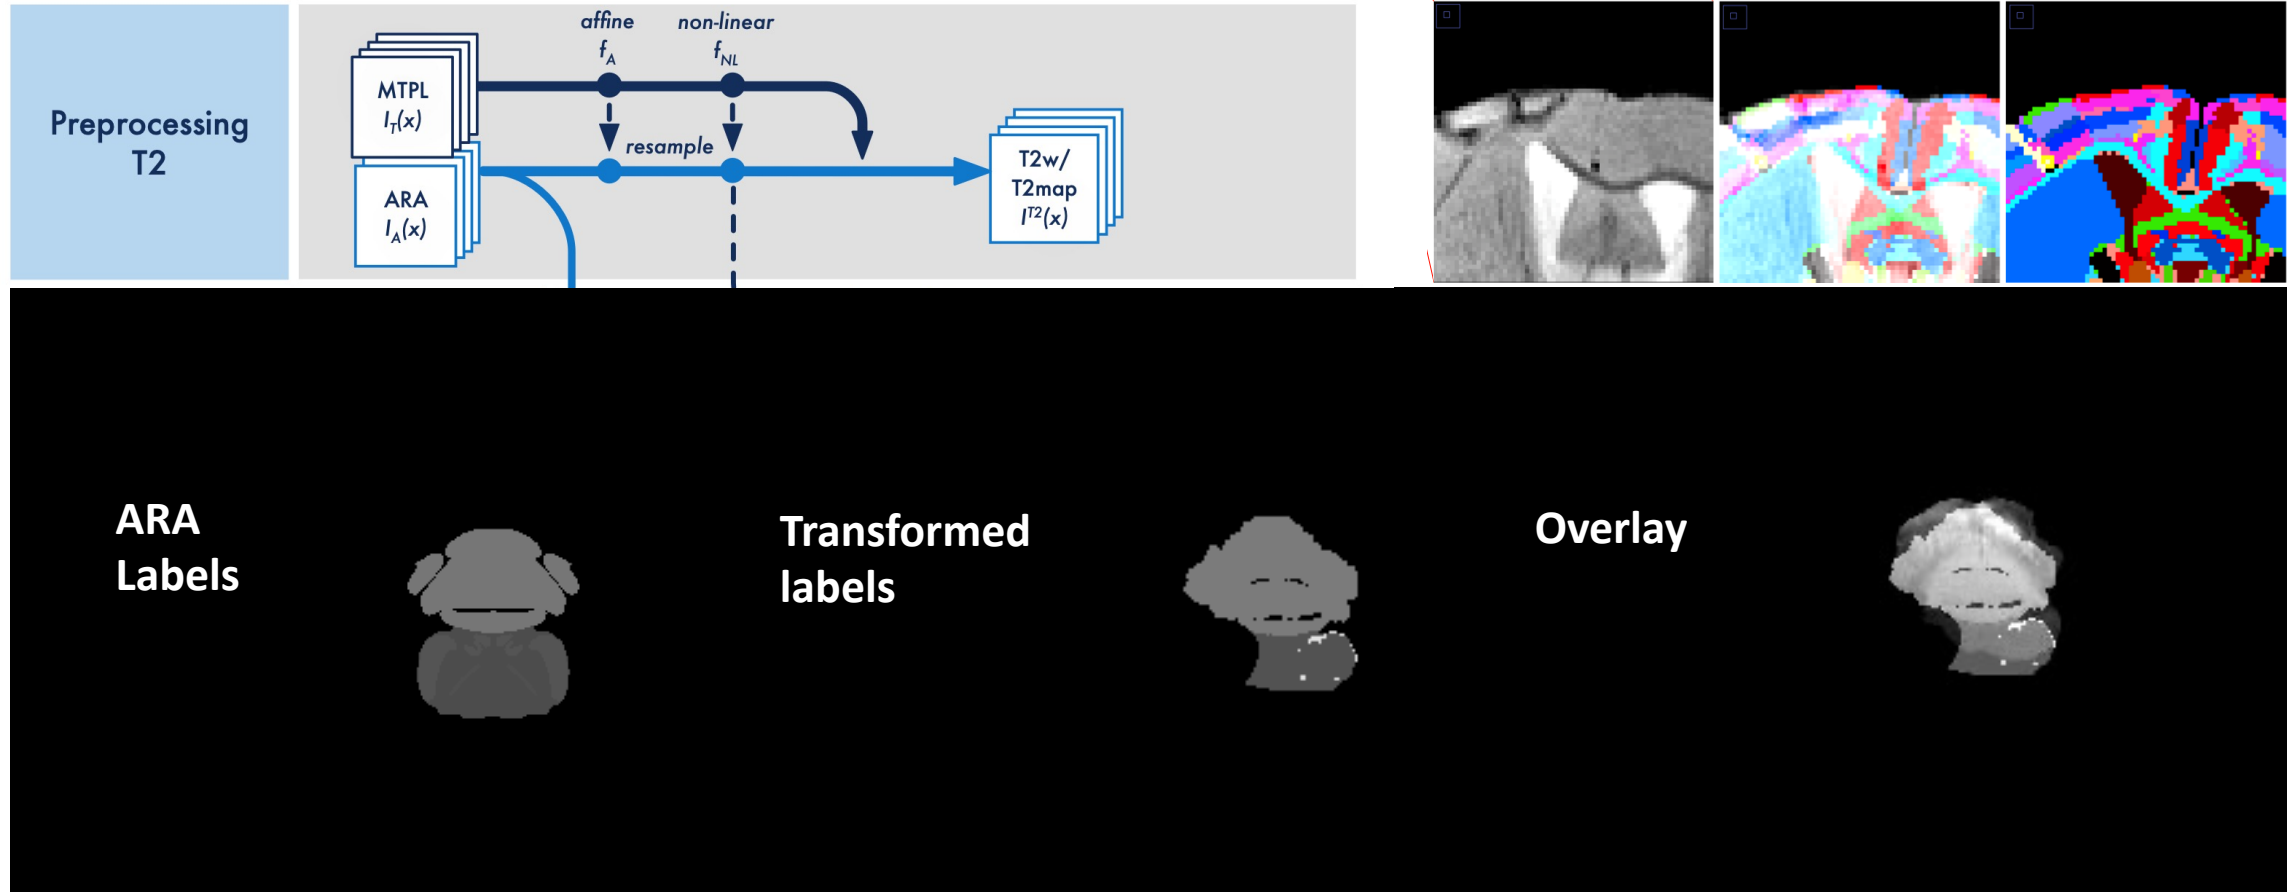 Preprocessing
T2
MTPL
I_T(x)
ARA
I_A(x)
affine
f_A
non-linear
f_NL
resample
T2w/
T2map
I^T2(x)
ARA
Labels
Transformed
labels
Overlay